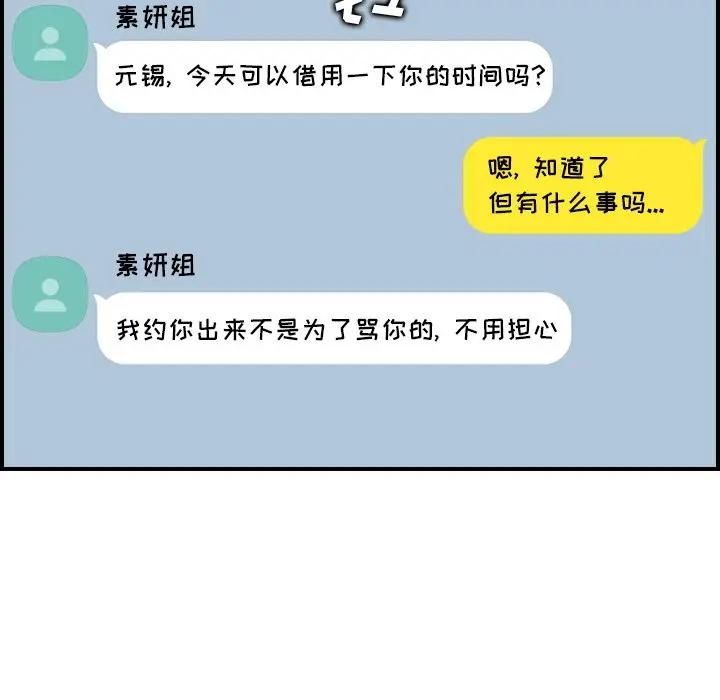 素妍姐
元锡, 今天可以借用一下你的时间吗?
嗯, 知道了
但有什么事吗...
素妍姐
我约你出来不是为了骂你的, 不用担心